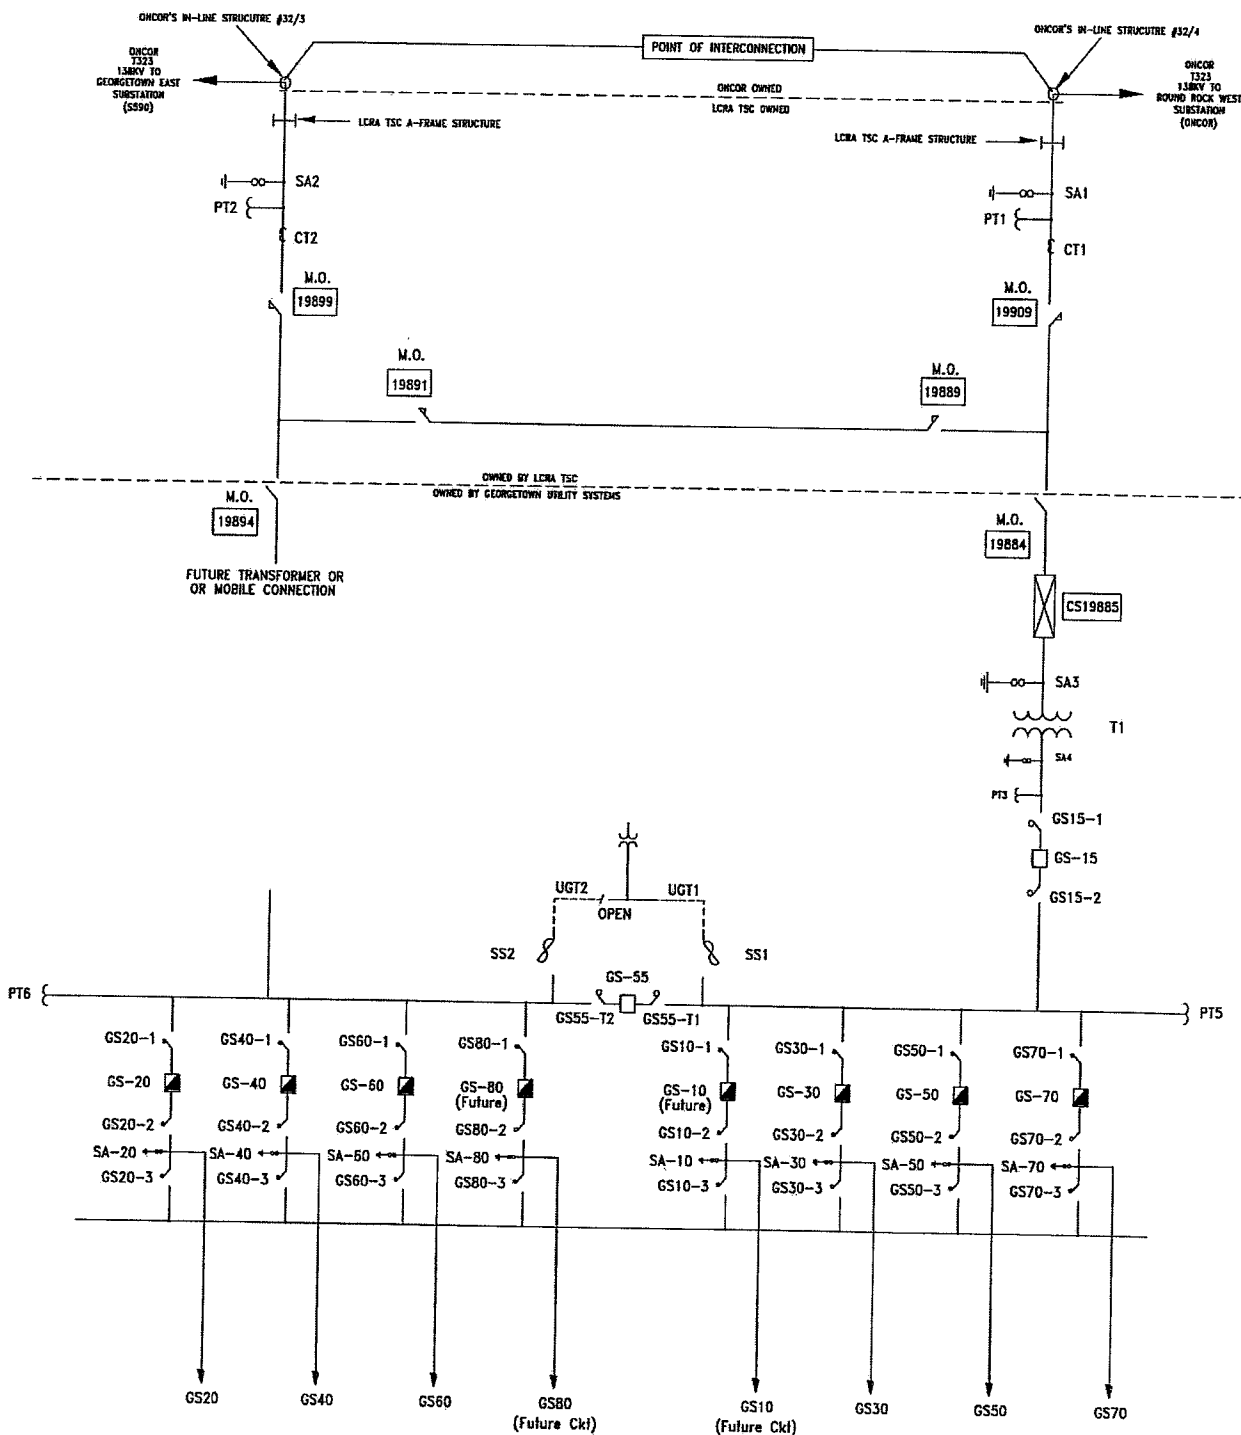 ONCOR'S IN-LINE STRUCUTRE #32/3
ONCOR'S IN-LINE STRUCUTRE #32/4
POINT OF INTERCONNECTION
ONCOR
T323
138KV TO
GEORGETOWN EAST
SUBSTATION
(S590)
ONCOR
T323
138KV TO
ROUND ROCK WEST
SUBSTATION
(ONCOR)
ONCOR OWNED
LCRA TSC OWNED
LCRA TSC A-FRAME STRUCTURE
LCRA TSC A-FRAME STRUCTURE
SA2
SA1
PT2
PT1
CT2
CT1
M.O.
19899
M.O.
19909
M.O.
19891
M.O.
19889
OWNED BY LCRA TSC
OWNED BY GEORGETOWN UTILITY SYSTEMS
M.O.
19894
M.O.
19884
FUTURE TRANSFORMER OR
OR MOBILE CONNECTION
CS19885
SA3
T1
SA4
PT3
GS15-1
GS-15
GS15-2
UGT2
UGT1
OPEN
SS2
SS1
GS-55
PT6
GS55-T2
GS55-T1
PT5
GS20-1
GS40-1
GS60-1
GS80-1
GS10-1
GS30-1
GS50-1
GS70-1
GS-20
GS-40
GS-60
GS-80
(Future)
GS-10
(Future)
GS-30
GS-50
GS-70
GS20-2
GS40-2
GS60-2
GS80-2
GS10-2
GS30-2
GS50-2
GS70-2
SA-20
SA-40
SA-60
SA-80
SA-10
SA-30
SA-50
SA-70
GS20-3
GS40-3
GS60-3
GS80-3
GS10-3
GS30-3
GS50-3
GS70-3
GS20
GS40
GS60
GS80
(Future Ckt)
GS10
(Future Ckt)
GS30
GS50
GS70